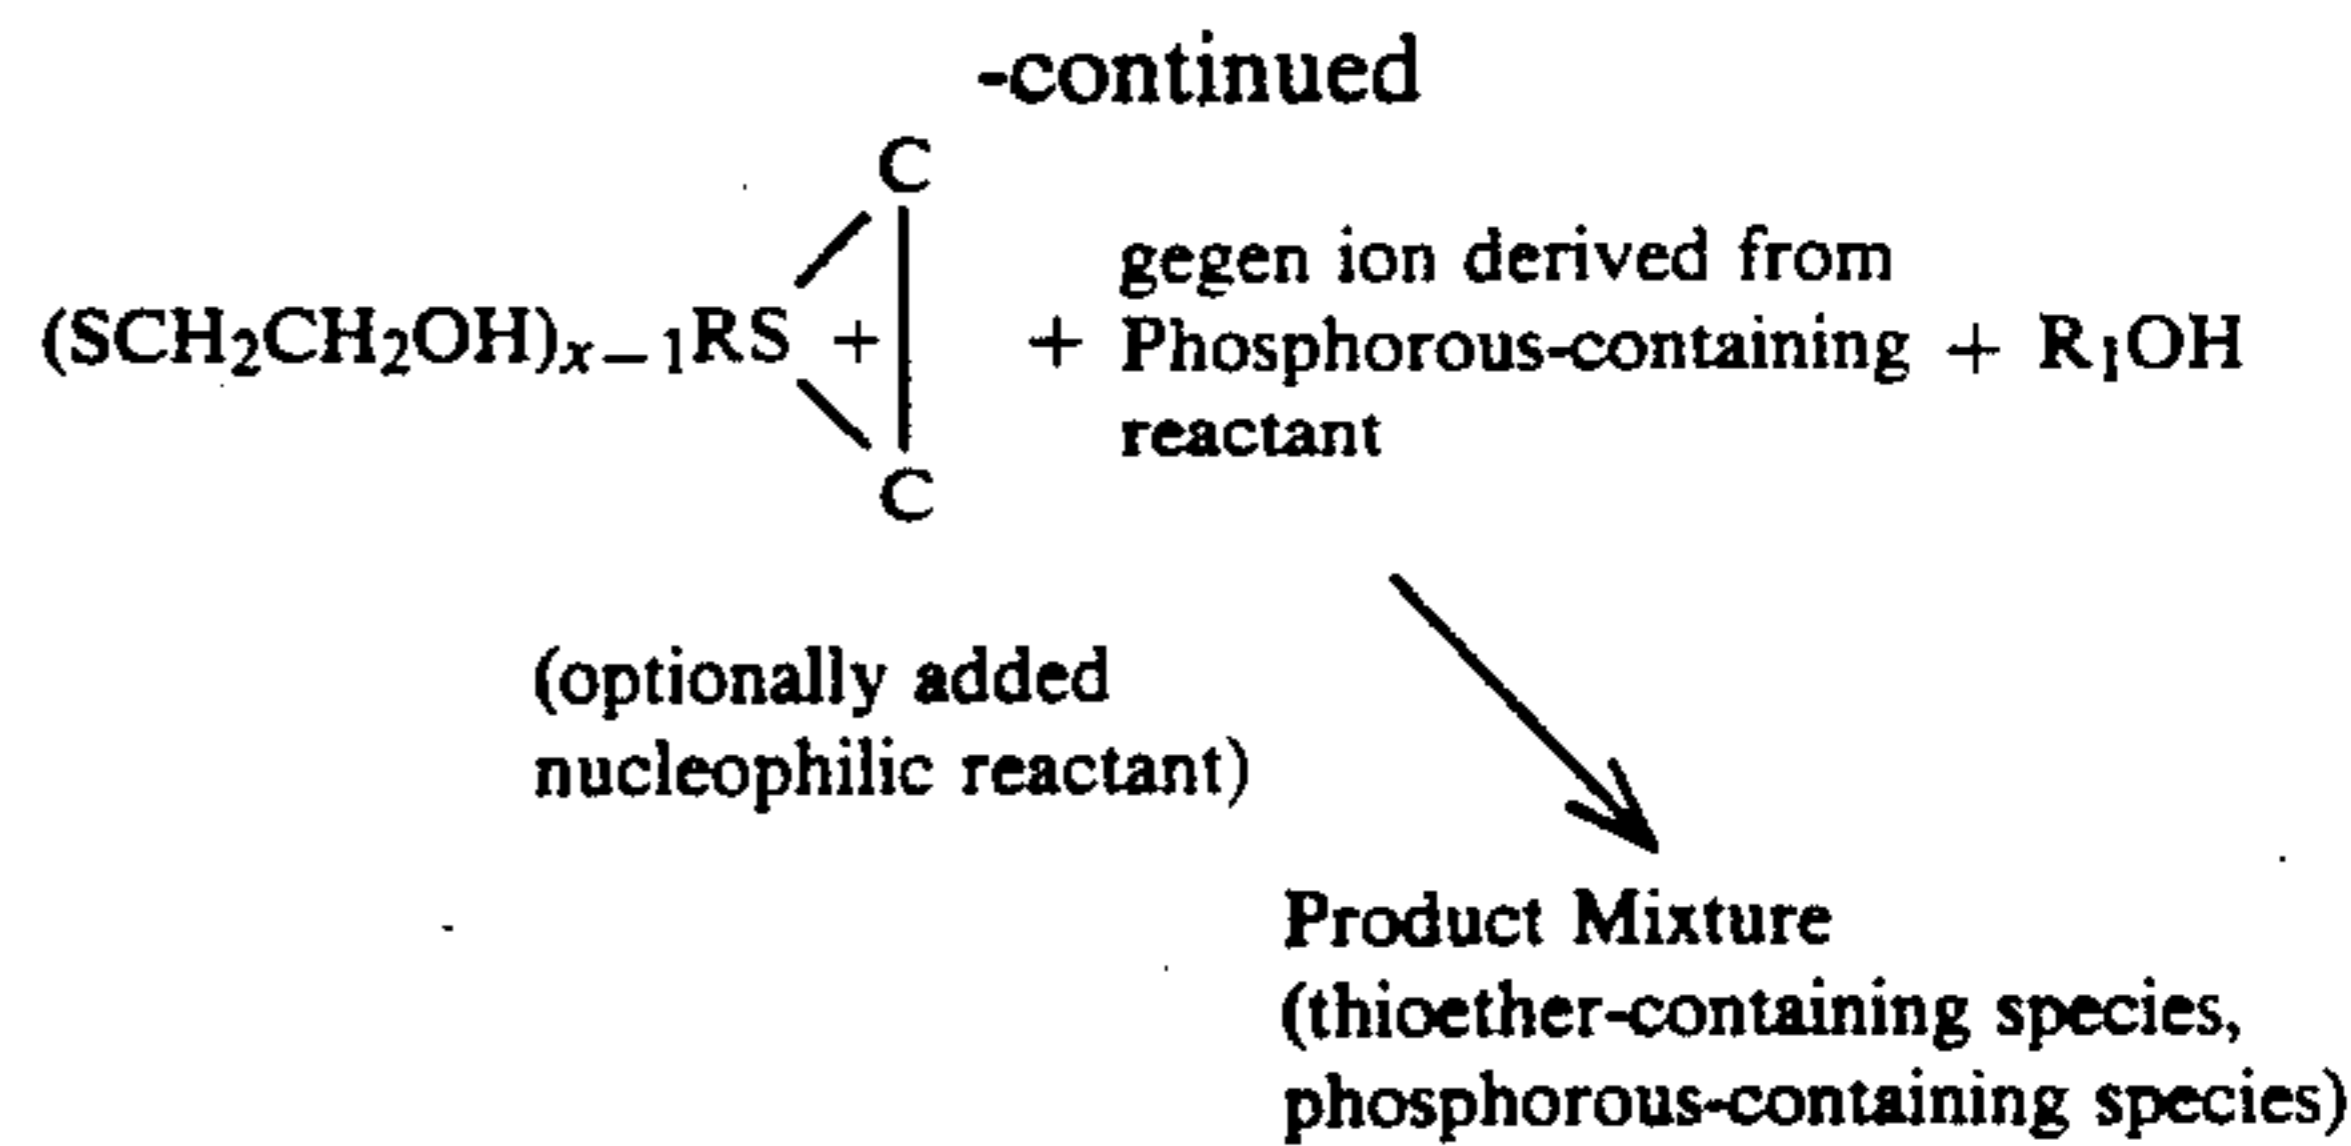 -continued
C
gegen ion derived from
(SCH2CH2OH)x−1RS + + Phosphorous-containing + R1OH
reactant
C
(optionally added
nucleophilic reactant)
Product Mixture
(thioether-containing species,
phosphorous-containing species)